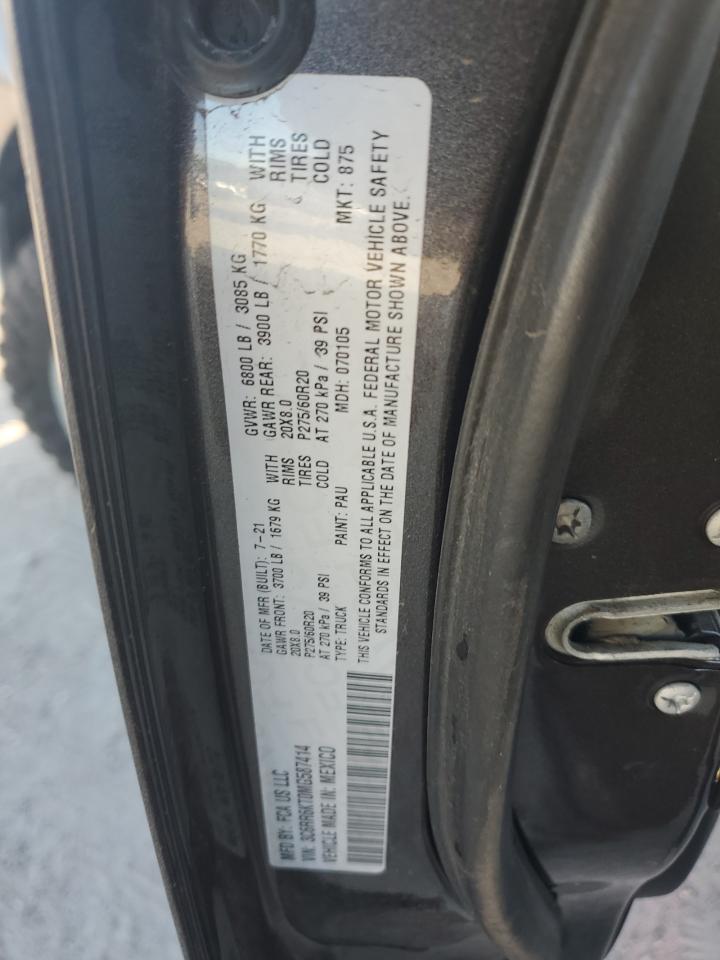 MFD BY: FCA US LLC
DATE OF MFR (BUILT): 7-21
GVWR: 6800 LB / 3085 KG
VIN: 3C6RR6KT0MG587414
GAWR FRONT: 3700 LB / 1679 KG WITH
GAWR REAR: 3900 LB / 1770 KG WITH
VEHICLE MADE IN: MEXICO
20X8.0 RIMS
20X8.0 RIMS
P275/60R20 TIRES
P275/60R20 TIRES
AT 270 kPa / 39 PSI COLD
AT 270 kPa / 39 PSI COLD
TYPE: TRUCK PAINT: PAU MDH: 070105 MKT: 875
THIS VEHICLE CONFORMS TO ALL APPLICABLE U.S.A. FEDERAL MOTOR VEHICLE SAFETY
STANDARDS IN EFFECT ON THE DATE OF MANUFACTURE SHOWN ABOVE.